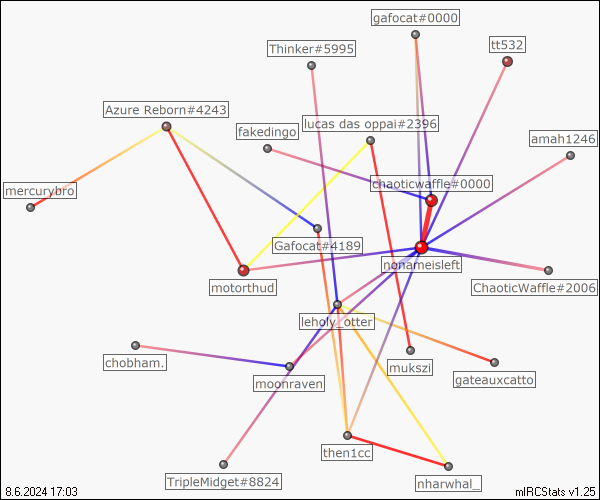 gafocat#0000
Thinker#5995
tt532
Azure Reborn#4243
lucas das oppai#2396
fakedingo
amah1246
chaoticwaffle#0000
mercurybro
Gafocat#4189
nonameisleft
motorthud
ChaoticWaffle#2006
leholy_otter
chobham.
mukszi
moonraven
gateauxcatto
then1cc
TripleMidget#8824
nharwhal_
8.6.2024 17:03
mIRCStats v1.25